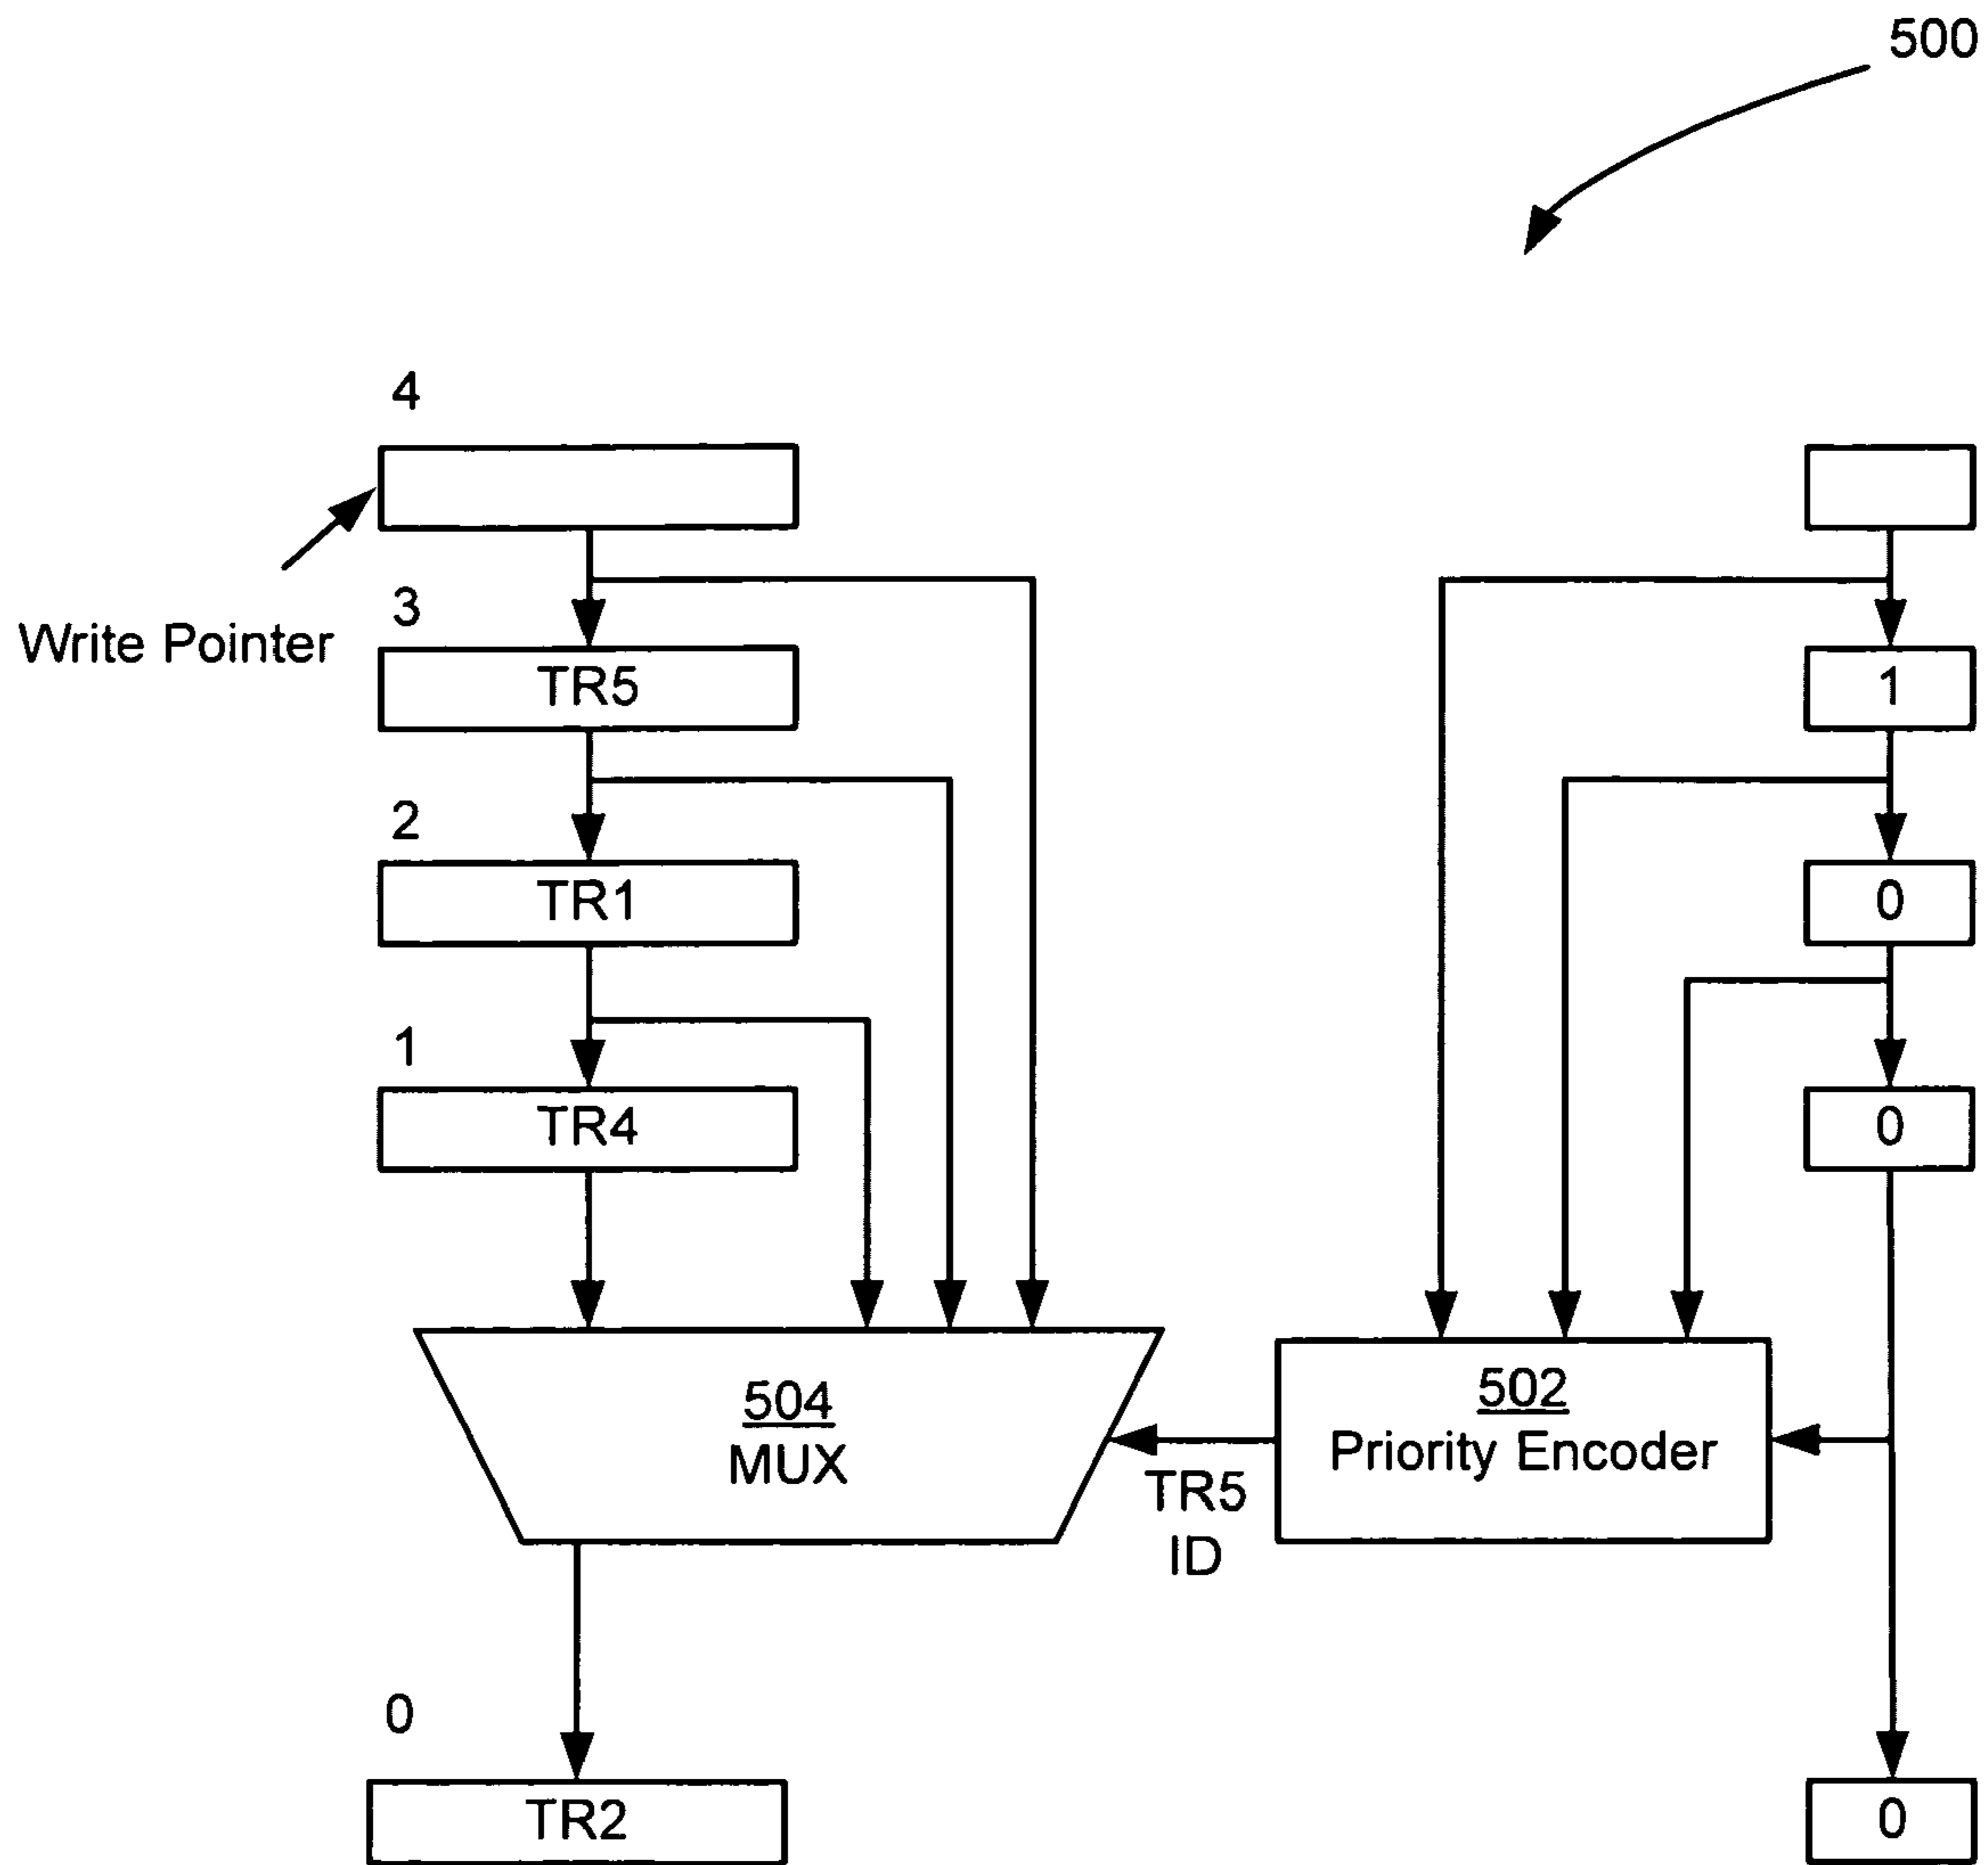 500
4
3
Write Pointer
TR5
1
2
TR1
0
1
TR4
0
504
MUX
502
Priority Encoder
TR5
ID
0
TR2
0